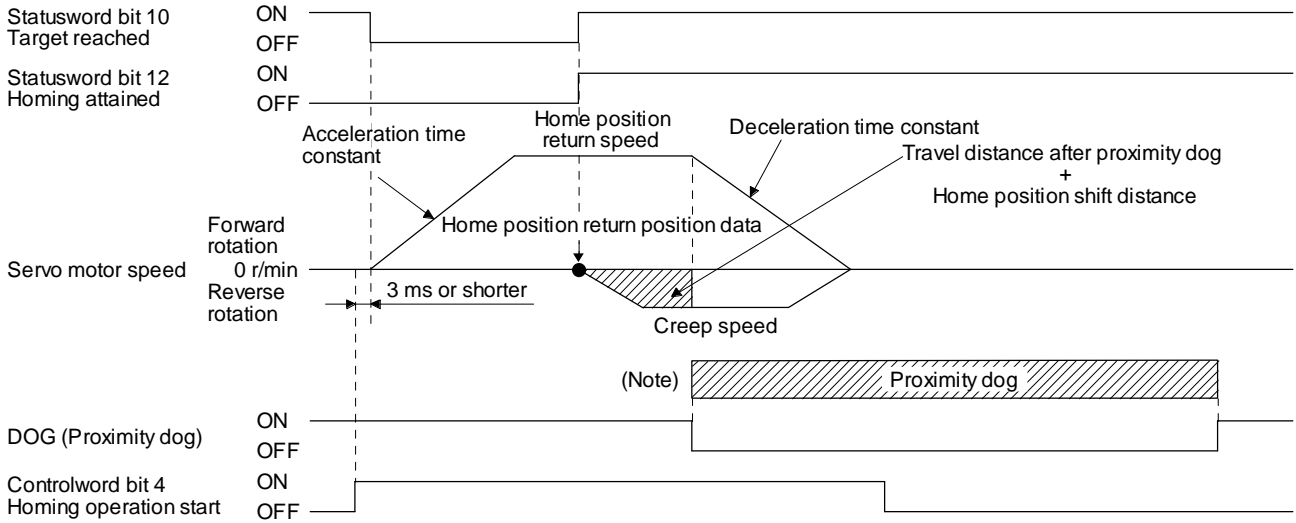 Statusword bit 10
Target reached
ON
OFF
Statusword bit 12
Homing attained
ON
OFF
Acceleration time
constant
Home position
return speed
Deceleration time constant
Travel distance after proximity dog
+
Home position shift distance
Home position return position data
Forward
rotation
Servo motor speed
0 r/min
Reverse
rotation
3 ms or shorter
Creep speed
(Note)
Proximity dog
DOG (Proximity dog)
ON
OFF
Controlword bit 4
Homing operation start
ON
OFF